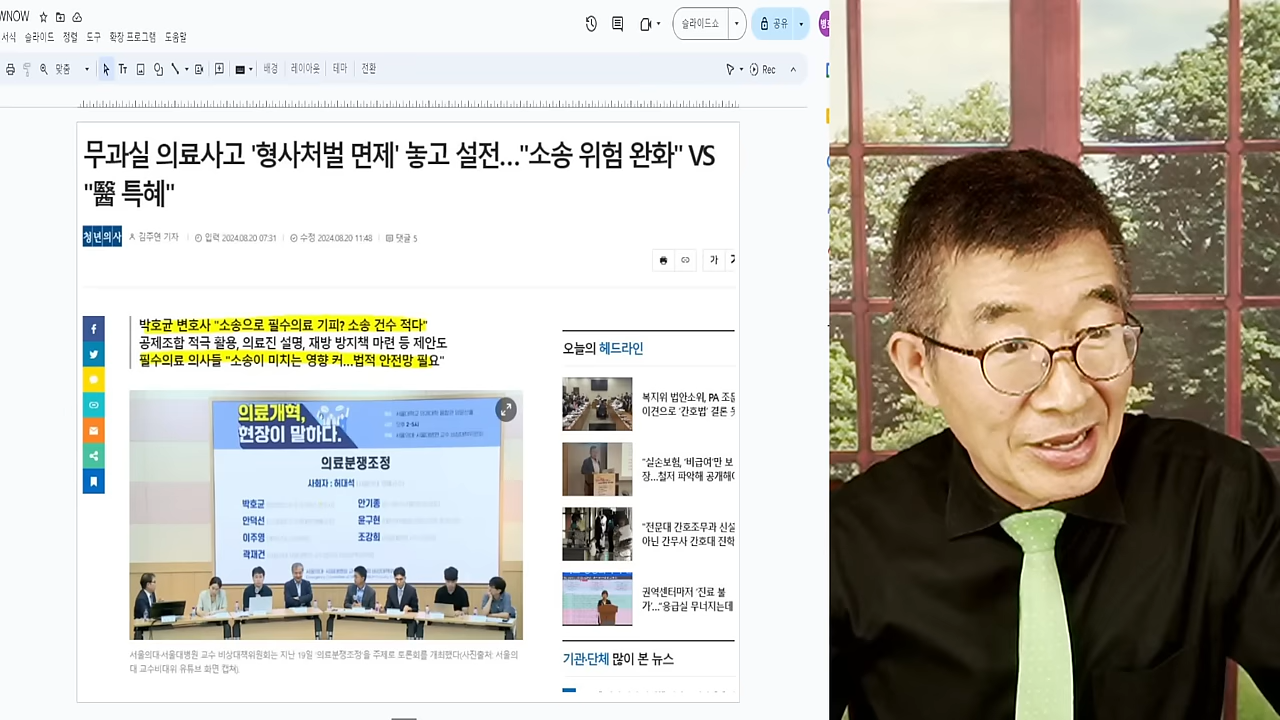 WNOW
서식 슬라이드 정렬 도구 확장 프로그램 도움말
슬라이드쇼
공유
맞춤
Tт
배경 레이아웃 테마 전환
Rec
무과실 의료사고 '형사처벌 면제' 놓고 설전…"소송 위험 완화" VS
"醫 특혜"
청년의사 김주연 기자 입력 2024.08.20 07:31 수정 2024.08.20 11:48 댓글 5
가
박호균 변호사 "소송으로 필수의료 기피? 소송 건수 적다"
공제조합 적극 활용, 의료진 설명, 재방 방지책 마련 등 제안도
필수의료 의사들 "소송이 미치는 영향 커…법적 안전망 필요"
의료개혁,
현장이 말하다.
의료분쟁조정
사회자 : 허대석
박호균 안기종
안덕선 윤구현
이주영 조강희
곽재건
서울의대·서울대병원 교수 비상대책위원회는 지난 19일 '의료분쟁조정'을 주제로 토론회를 개최했다(사진출처: 서울의
대 교수비대위 유튜브 화면 캡쳐).
오늘의 헤드라인
복지위 법안소위, PA 조문
이견으로 '간호법' 결론
"실손보험, '비급여'만 보
장…철저 파악해 공개해야
"전문대 간호조무과 신설
아닌 간무사 간호대 진학
권역센터마저 '진료 불
가'…"응급실 무너지는데
기관·단체 많이 본 뉴스